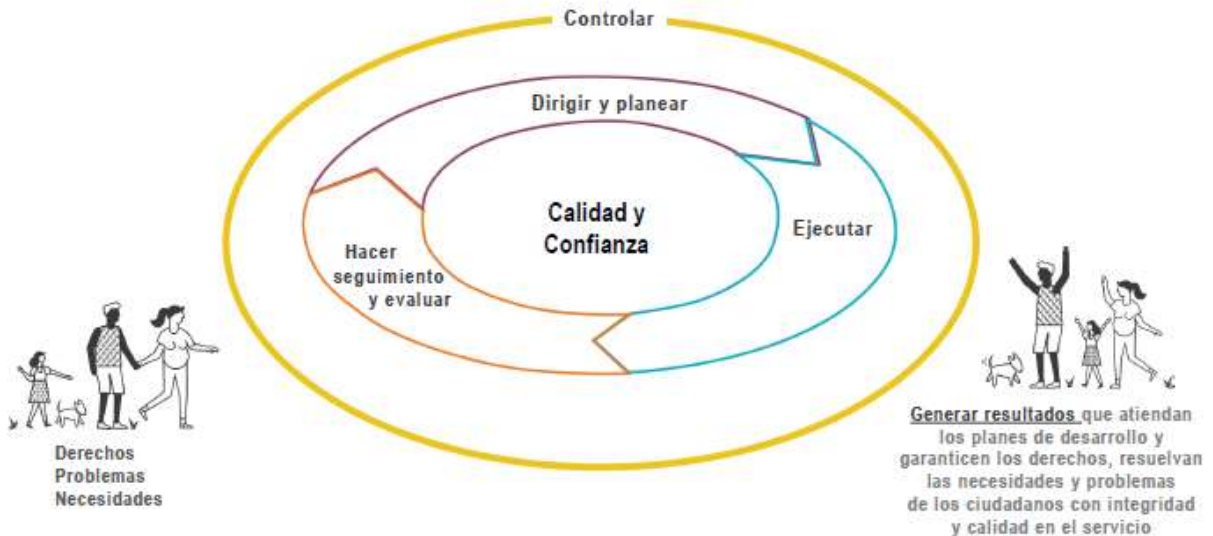 Controlar
Dirigir y planear
Calidad y
Confianza
Ejecutar
Hacer
seguimiento
y evaluar
Derechos
Problemas
Necesidades
Generar resultados que atiendan
los planes de desarrollo y
garanticen los derechos, resuelvan
las necesidades y problemas
de los ciudadanos con integridad
y calidad en el servicio